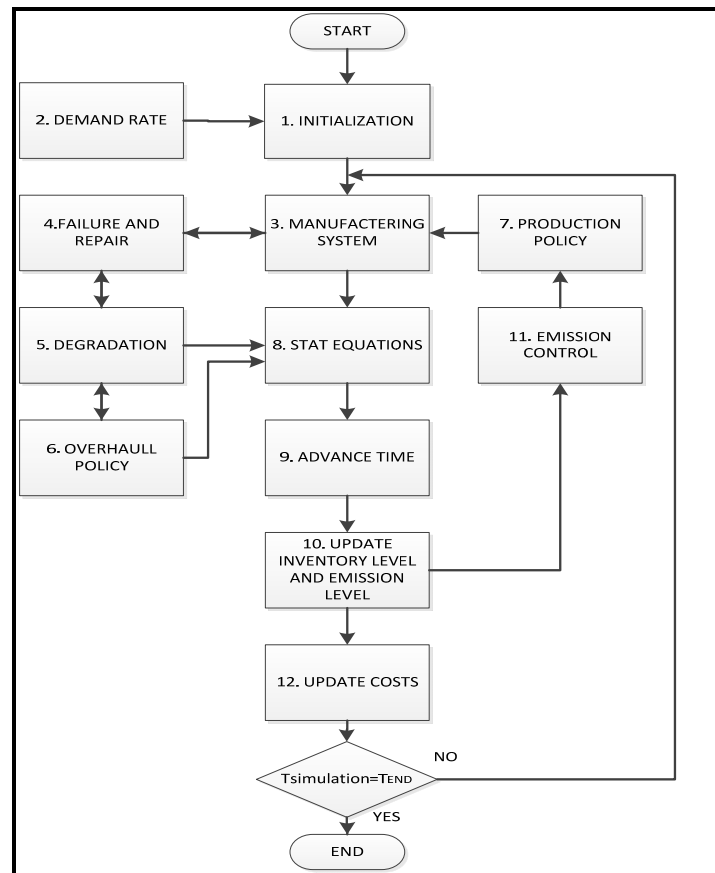 START
2. DEMAND RATE
1. INITIALIZATION
4.FAILURE AND
REPAIR
3. MANUFACTERING
SYSTEM
7. PRODUCTION
POLICY
5. DEGRADATION
8. STAT EQUATIONS
11. EMISSION
CONTROL
6. OVERHAULL
POLICY
9. ADVANCE TIME
10. UPDATE
INVENTORY LEVEL
AND EMISSION
LEVEL
12. UPDATE COSTS
NO
Tsimulation=TEND
YES
END